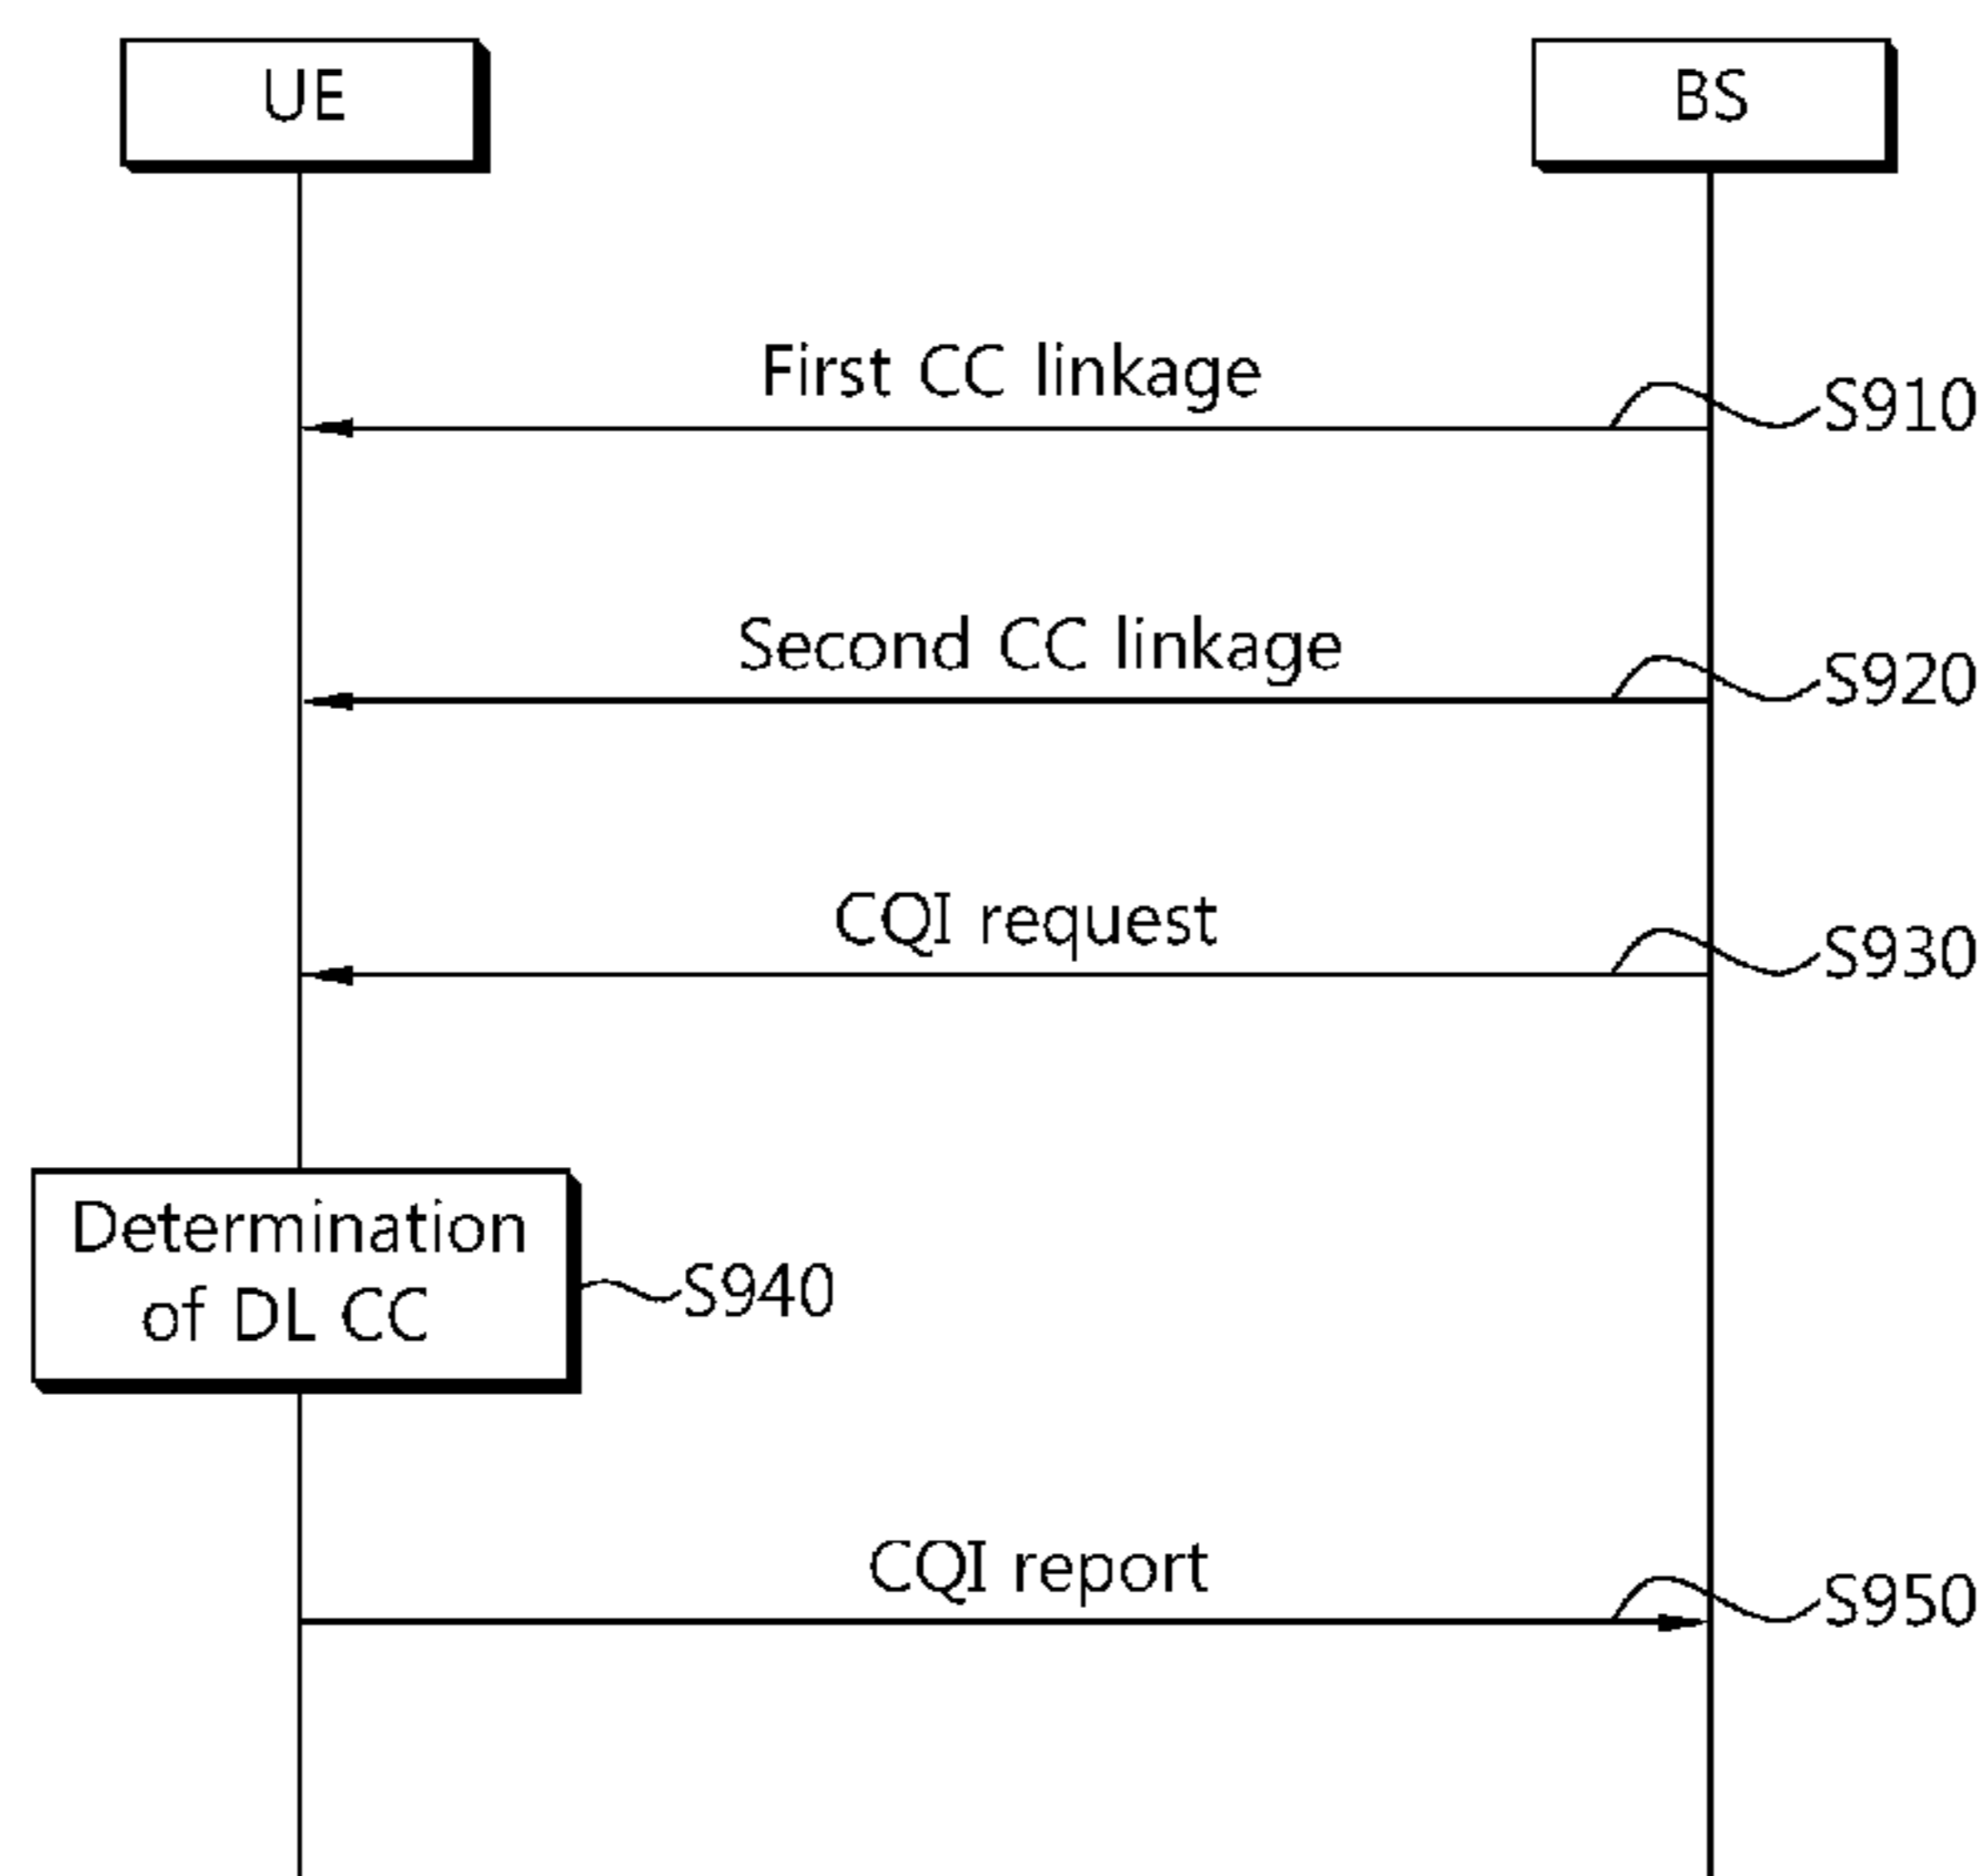 UE
BS
First CC linkage
S910
Second CC linkage
S920
CQI request
S930
Determination
of DL CC
S940
CQI report
S950